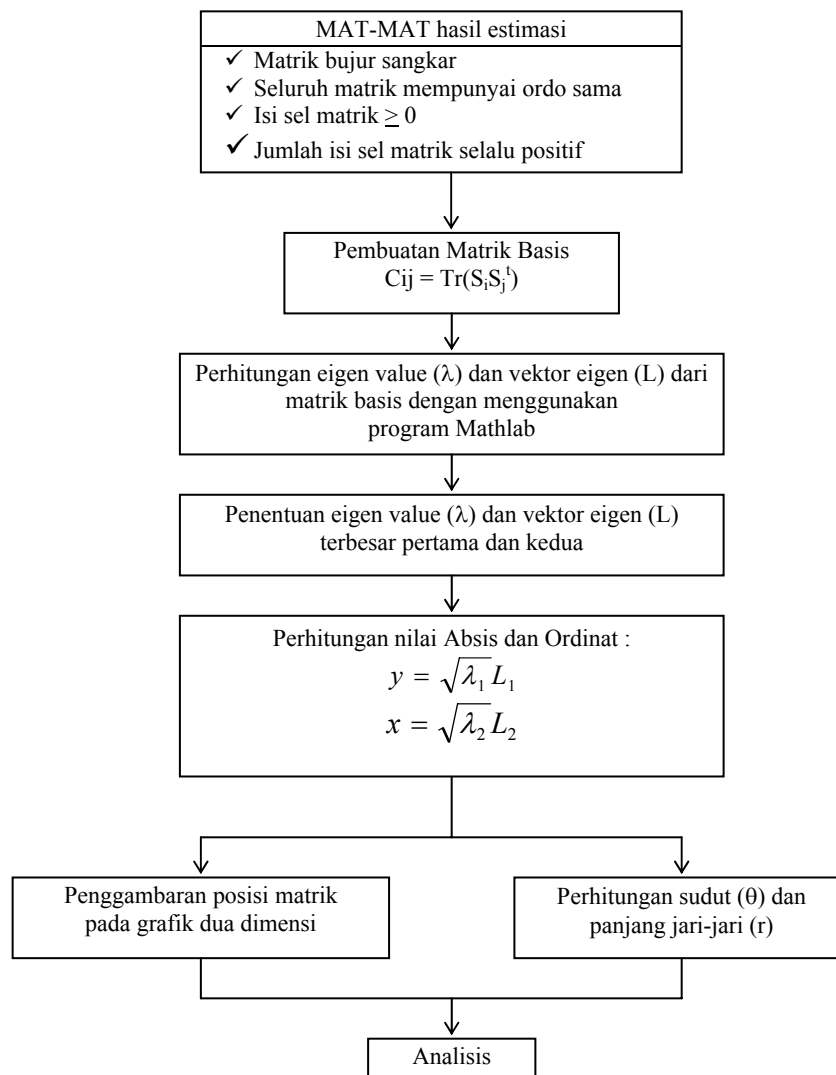 MAT-MAT hasil estimasi
✓ Matrik bujur sangkar
✓ Seluruh matrik mempunyai ordo sama
✓ Isi sel matrik ≥ 0
✓ Jumlah isi sel matrik selalu positif
Pembuatan Matrik Basis
Cij = Tr(SᵢSⱼᵗ)
Perhitungan eigen value (λ) dan vektor eigen (L) dari
matrik basis dengan menggunakan
program Mathlab
Penentuan eigen value (λ) dan vektor eigen (L)
terbesar pertama dan kedua
Perhitungan nilai Absis dan Ordinat :
y = √λ₁ L₁
x = √λ₂ L₂
Penggambaran posisi matrik
pada grafik dua dimensi
Perhitungan sudut (θ) dan
panjang jari-jari (r)
Analisis